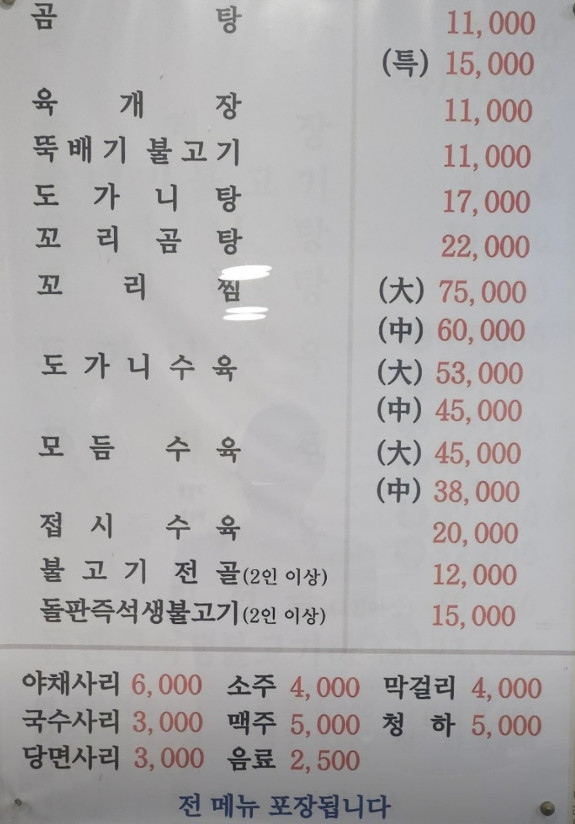 곰탕 11,000
(특) 15,000
육개장 11,000
뚝배기 불고기 11,000
도가니탕 17,000
꼬리곰탕 22,000
꼬리찜 (大) 75,000
(中) 60,000
도가니수육 (大) 53,000
(中) 45,000
모듬수육 (大) 45,000
(中) 38,000
접시수육 20,000
불고기전골(2인 이상) 12,000
돌판즉석생불고기(2인 이상) 15,000
야채사리 6,000 소주 4,000 막걸리 4,000
국수사리 3,000 맥주 5,000 청하 5,000
당면사리 3,000 음료 2,500
전 메뉴 포장됩니다